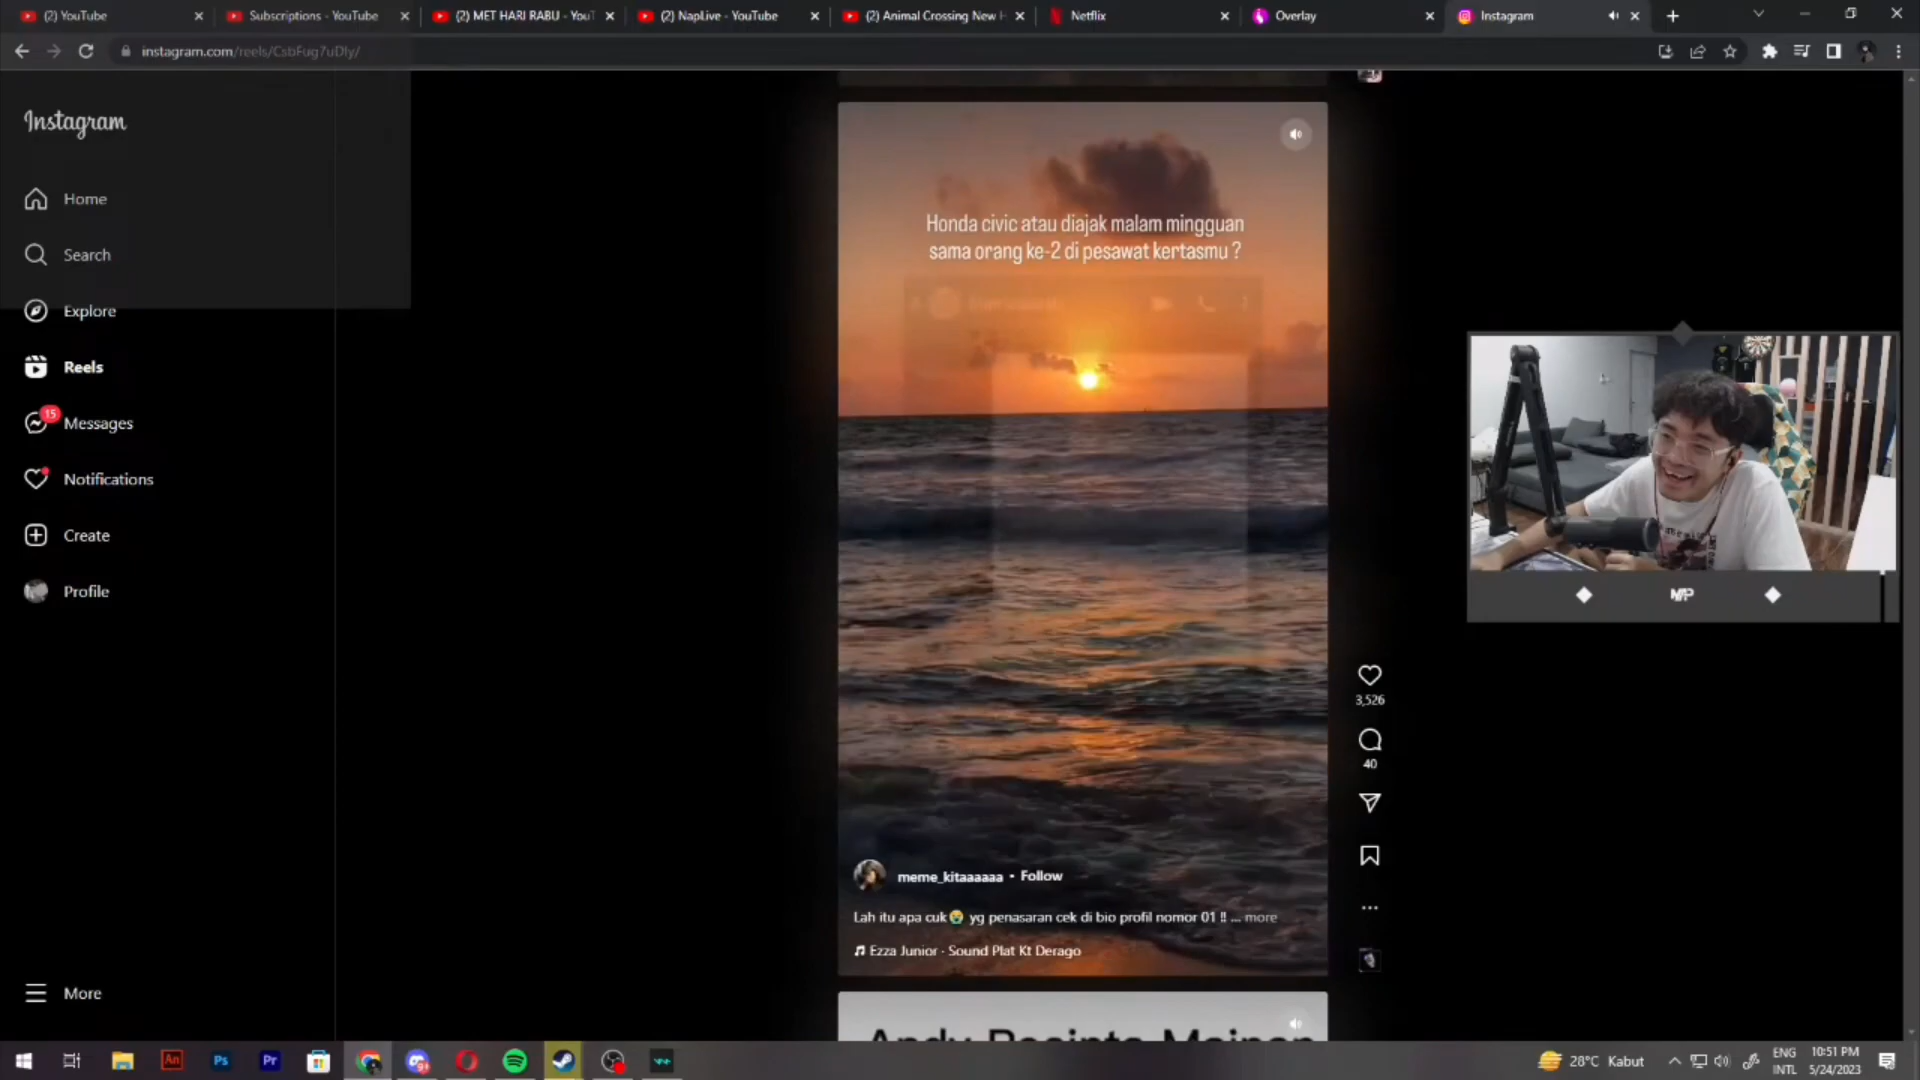 (2) YouTube
Subscriptions - YouTube
(2) MET HARI RABU - YouT
(2) NapLive - YouTube
(2) Animal Crossing New H
Netflix
Overlay
Instagram
instagram.com/reels/CsbFug7uDIy/
Instagram
Home
Search
Explore
Reels
15
Messages
Notifications
Create
Profile
More
Honda civic atau diajak malam mingguan
sama orang ke-2 di pesawat kertasmu ?
3,526
40
meme_kitaaaaaa • Follow
Lah itu apa cuk😭 yg penasaran cek di bio profil nomor 01 !! ... more
Ezza Junior · Sound Plat Kt Derago
28°C Kabut
ENG
INTL
10:51 PM
5/24/2023